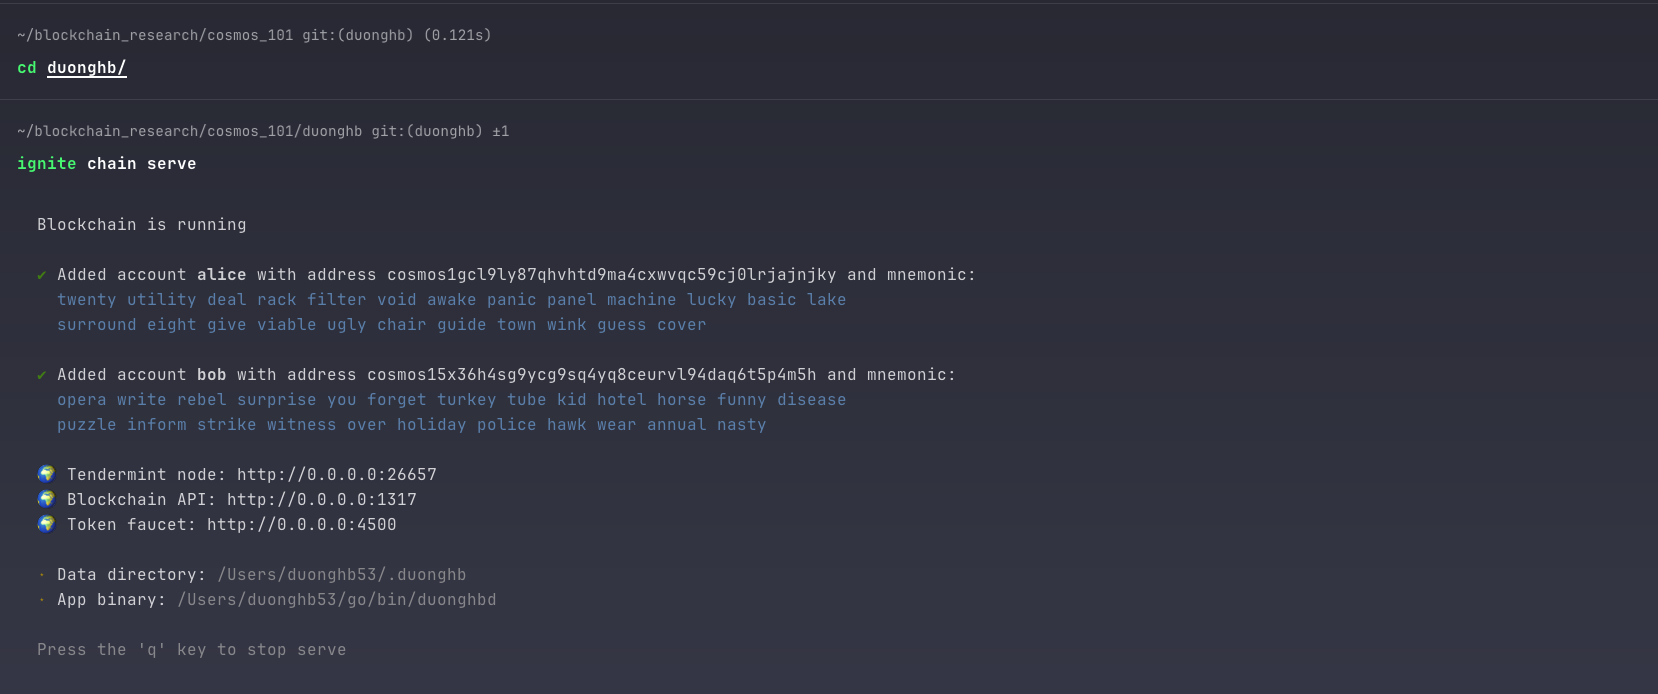 ~/blockchain_research/cosmos_101 git:(duonghb) (0.121s)
cd duonghb/
~/blockchain_research/cosmos_101/duonghb git:(duonghb) ±1
ignite chain serve
Blockchain is running
✔ Added account alice with address cosmos1gcl9ly87qhvhtd9ma4cxwvqc59cj0lrjajnjky and mnemonic:
twenty utility deal rack filter void awake panic panel machine lucky basic lake
surround eight give viable ugly chair guide town wink guess cover
✔ Added account bob with address cosmos15x36h4sg9ycg9sq4yq8ceurvl94daq6t5p4m5h and mnemonic:
opera write rebel surprise you forget turkey tube kid hotel horse funny disease
puzzle inform strike witness over holiday police hawk wear annual nasty
🌍 Tendermint node: http://0.0.0.0:26657
🌍 Blockchain API: http://0.0.0.0:1317
🌍 Token faucet: http://0.0.0.0:4500
· Data directory: /Users/duonghb53/.duonghb
· App binary: /Users/duonghb53/go/bin/duonghbd
Press the 'q' key to stop serve